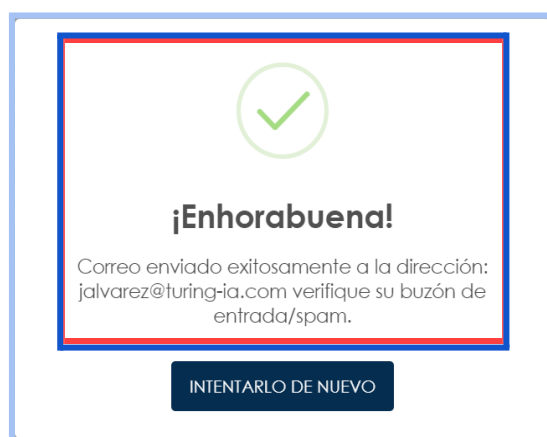 ¡Enhorabuena!
Correo enviado exitosamente a la dirección:
jalvarez@turing-ia.com verifique su buzón de
entrada/spam.
INTENTARLO DE NUEVO